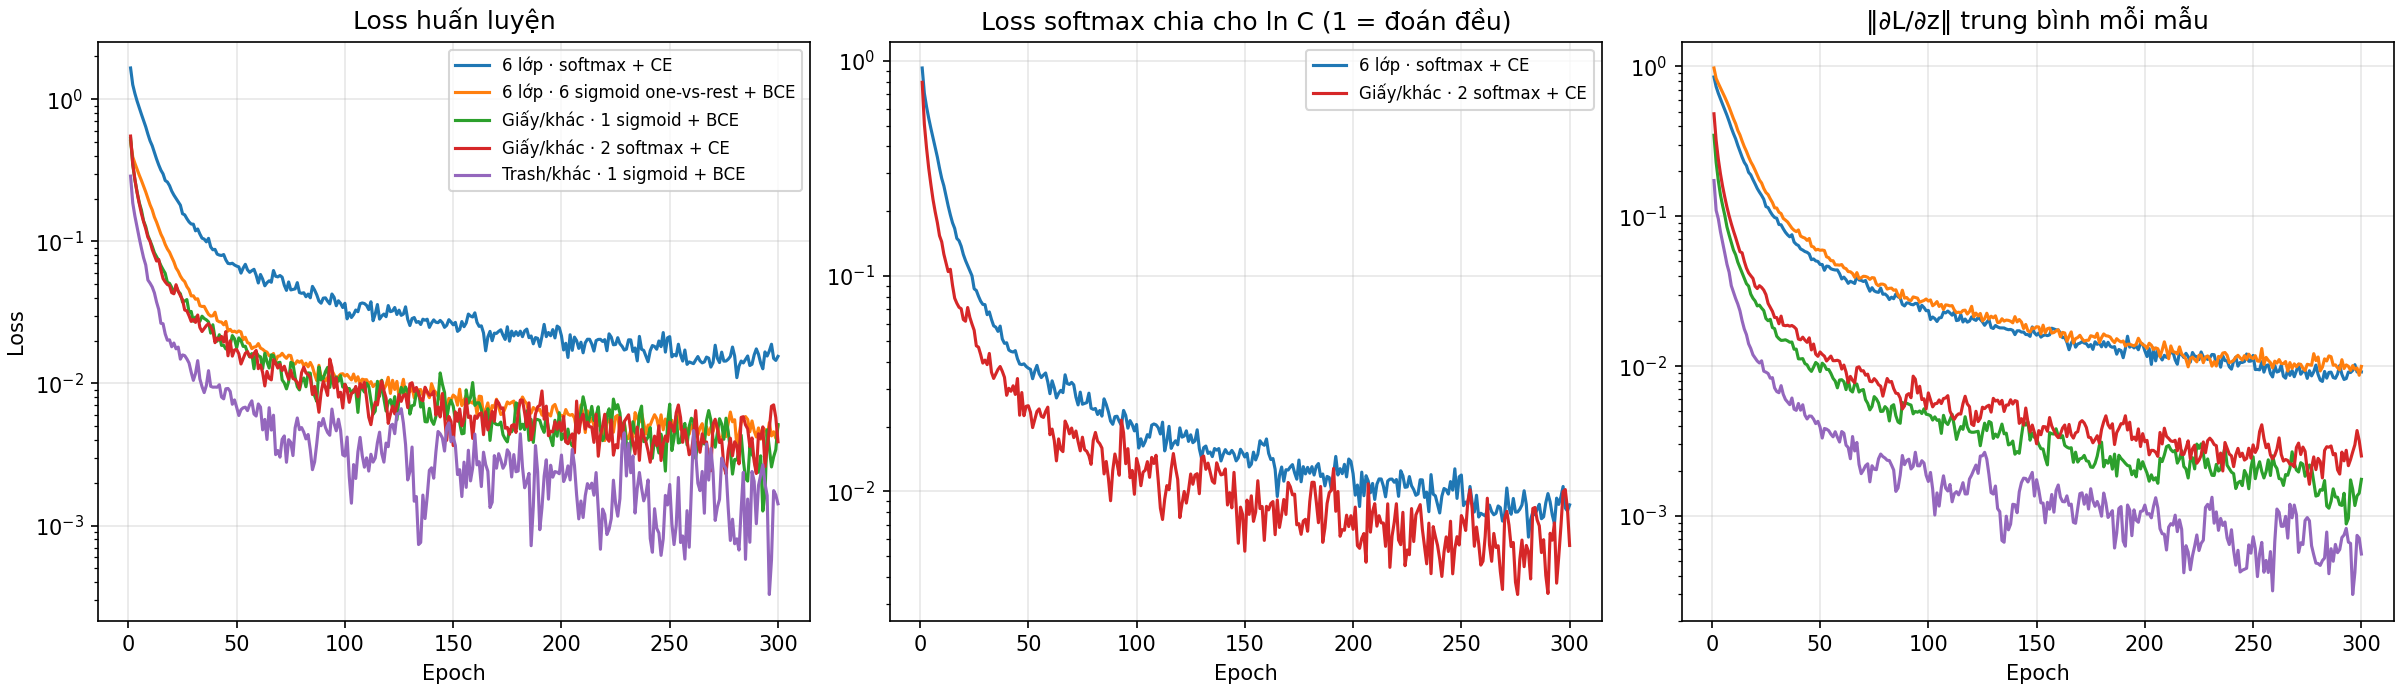 Loss huấn luyện
Loss
10⁰
10⁻¹
10⁻²
10⁻³
6 lớp · softmax + CE
6 lớp · 6 sigmoid one-vs-rest + BCE
Giấy/khác · 1 sigmoid + BCE
Giấy/khác · 2 softmax + CE
Trash/khác · 1 sigmoid + BCE
0 50 100 150 200 250 300
Epoch
Loss softmax chia cho ln C (1 = đoán đều)
10⁰
10⁻¹
10⁻²
6 lớp · softmax + CE
Giấy/khác · 2 softmax + CE
0 50 100 150 200 250 300
Epoch
‖∂L/∂z‖ trung bình mỗi mẫu
10⁰
10⁻¹
10⁻²
10⁻³
0 50 100 150 200 250 300
Epoch